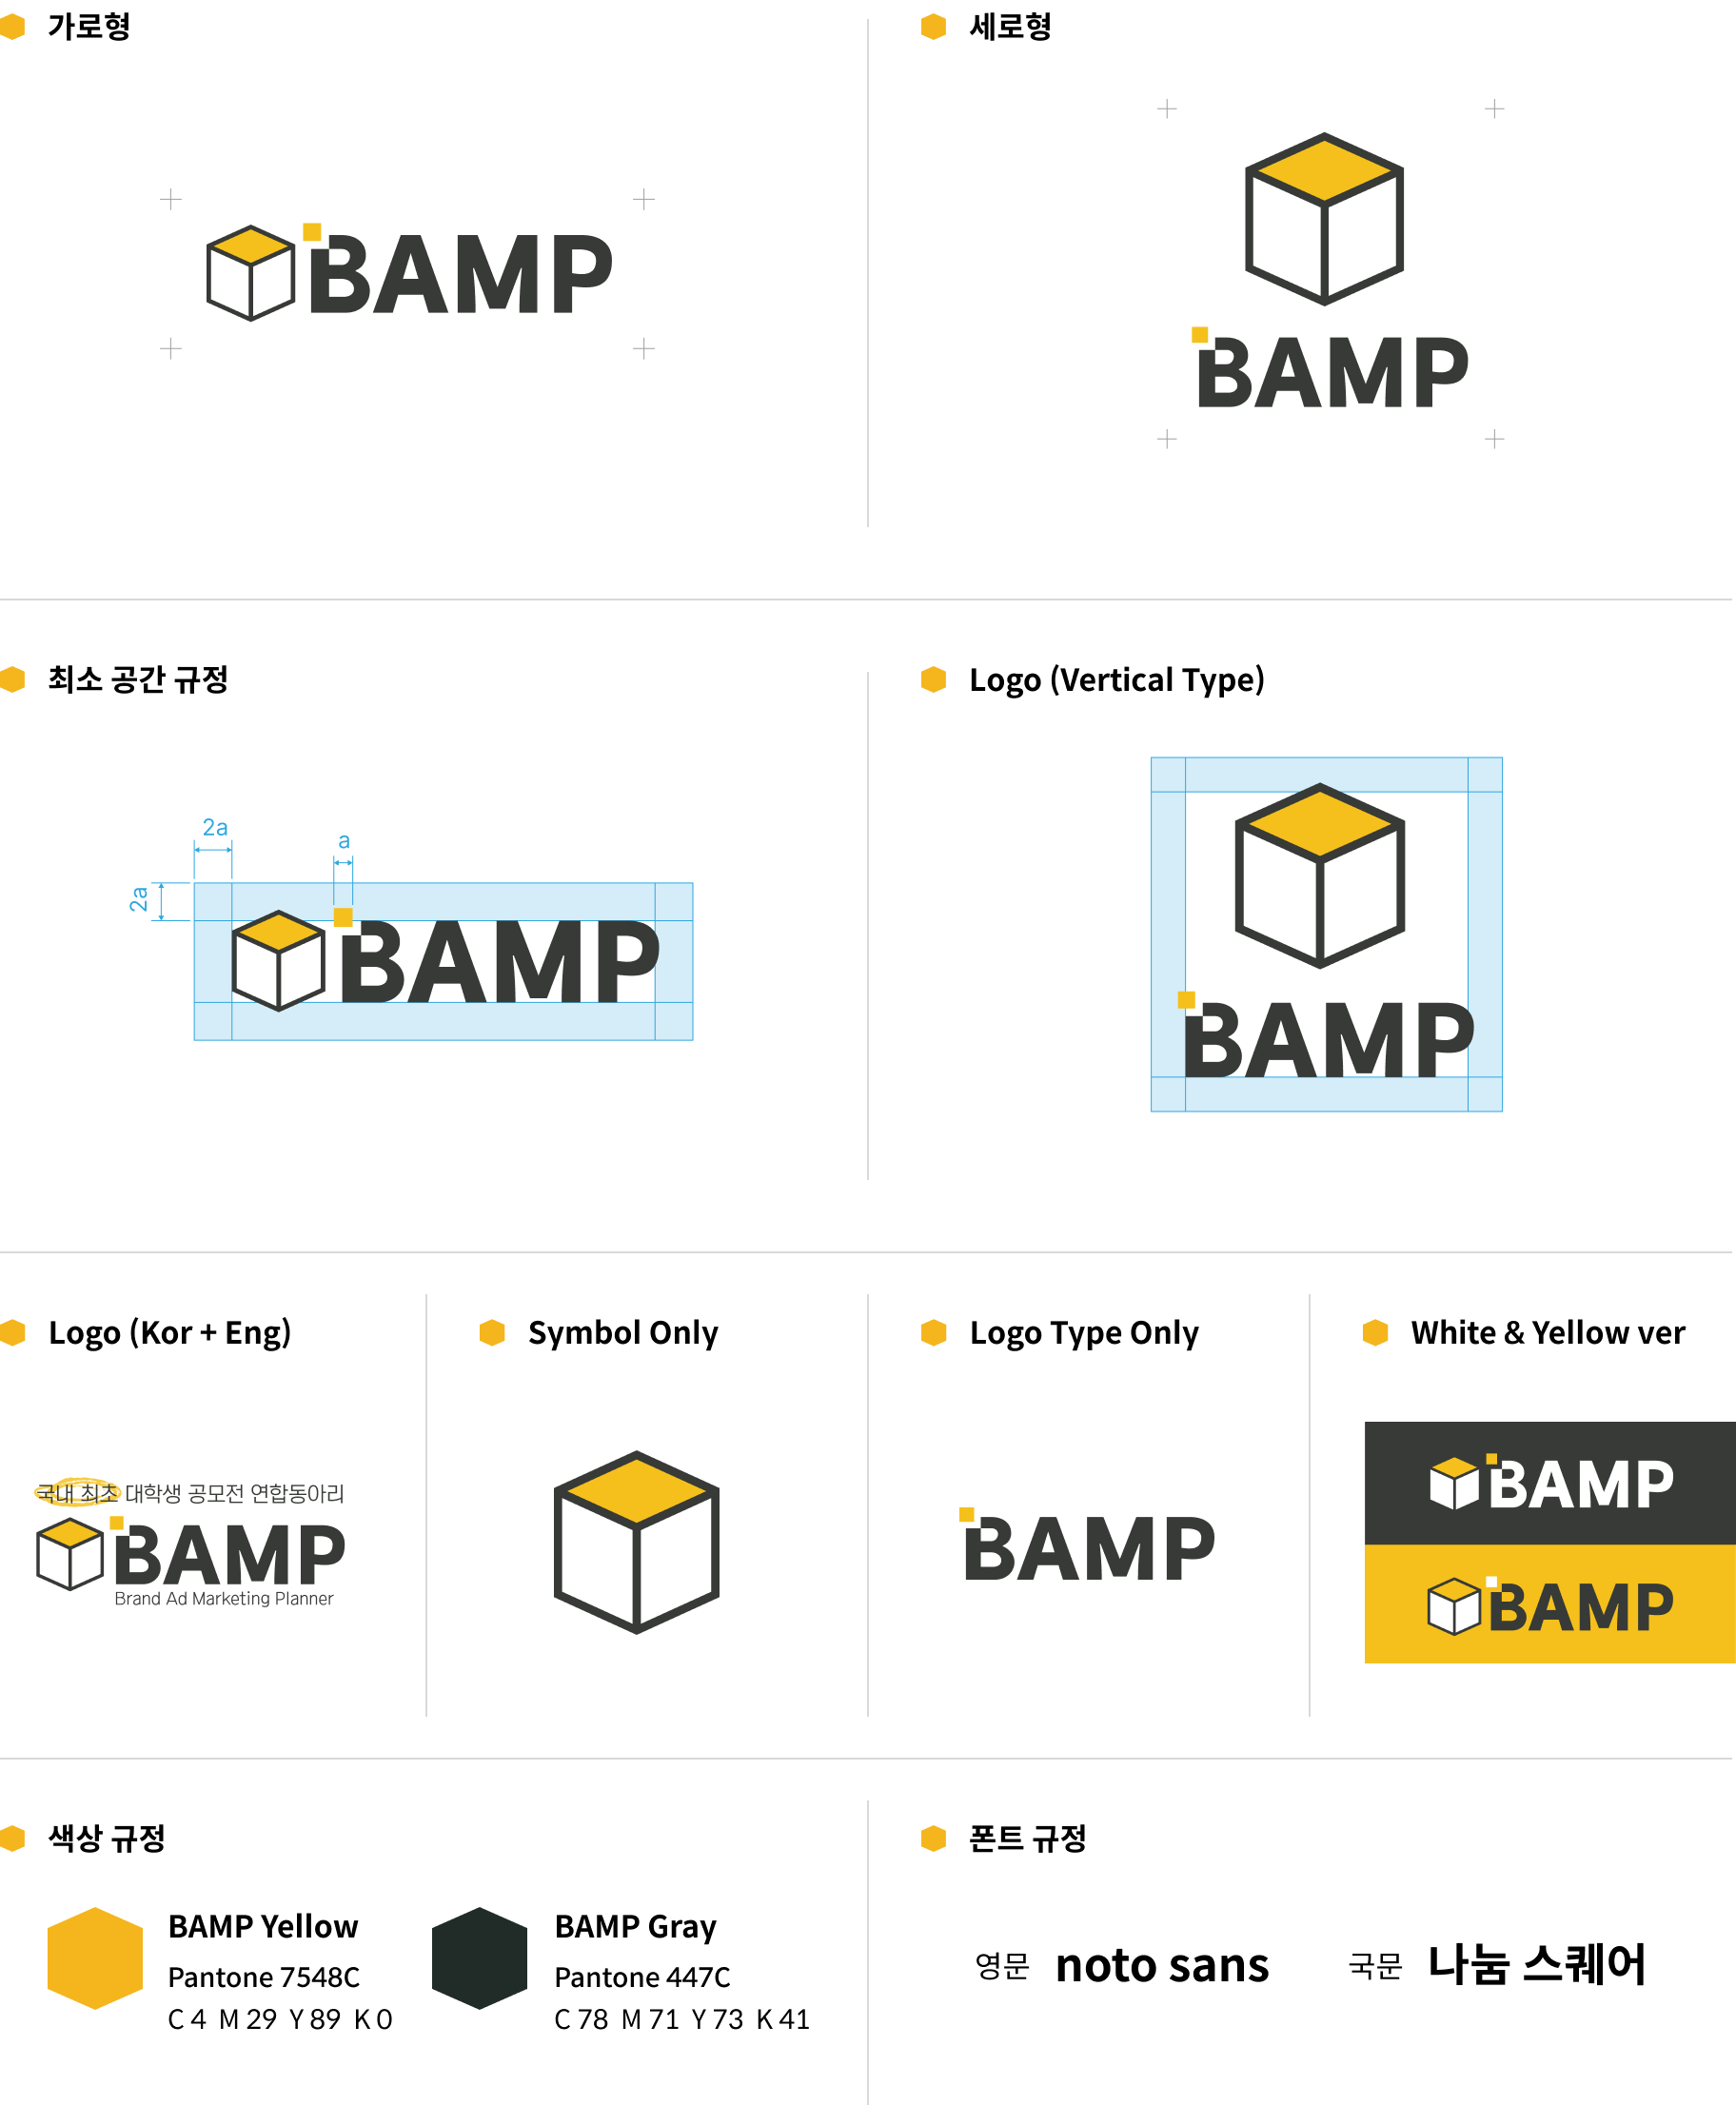 가로형
BAMP
세로형
BAMP
최소 공간 규정
2a
a
2a
BAMP
Logo (Vertical Type)
BAMP
Logo (Kor + Eng)
국내 최초 대학생 공모전 연합동아리
BAMP
Brand Ad Marketing Planner
Symbol Only
Logo Type Only
BAMP
White & Yellow ver
BAMP
BAMP
색상 규정
BAMP Yellow
Pantone 7548C
C 4 M 29 Y 89 K 0
BAMP Gray
Pantone 447C
C 78 M 71 Y 73 K 41
폰트 규정
영문 noto sans
국문 나눔 스퀘어